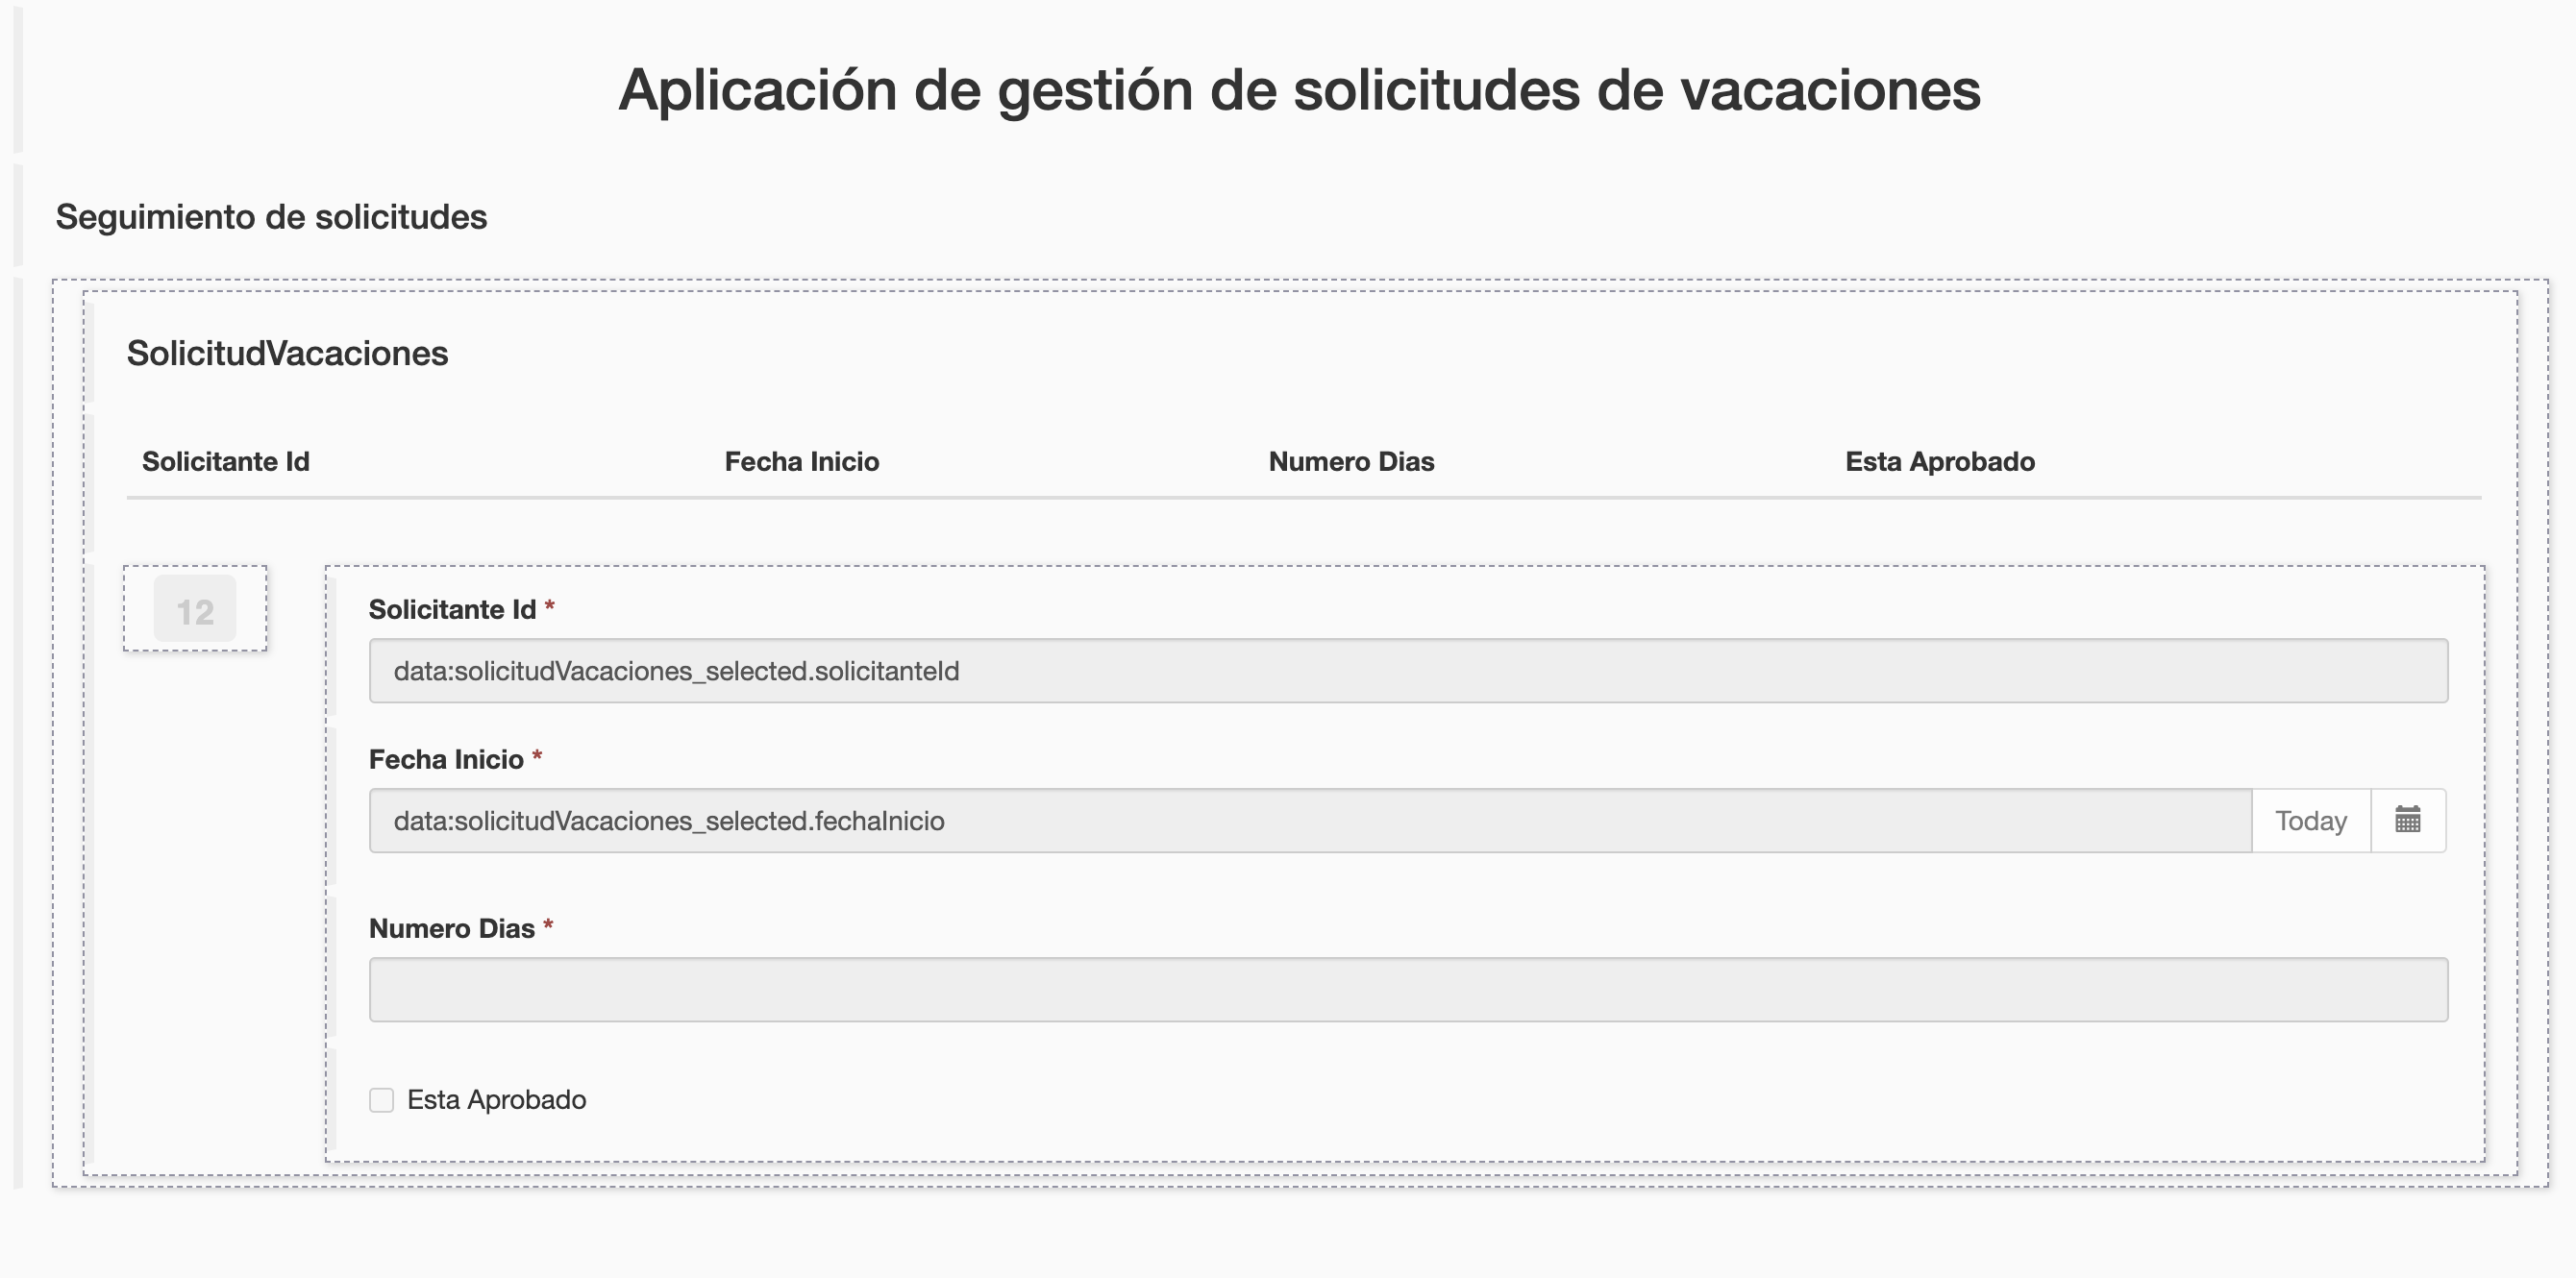 Aplicación de gestión de solicitudes de vacaciones
Seguimiento de solicitudes
SolicitudVacaciones
Solicitante Id Fecha Inicio Numero Dias Esta Aprobado
12
Solicitante Id *
data:solicitudVacaciones_selected.solicitanteId
Fecha Inicio *
data:solicitudVacaciones_selected.fechaInicio Today
Numero Dias *
Esta Aprobado